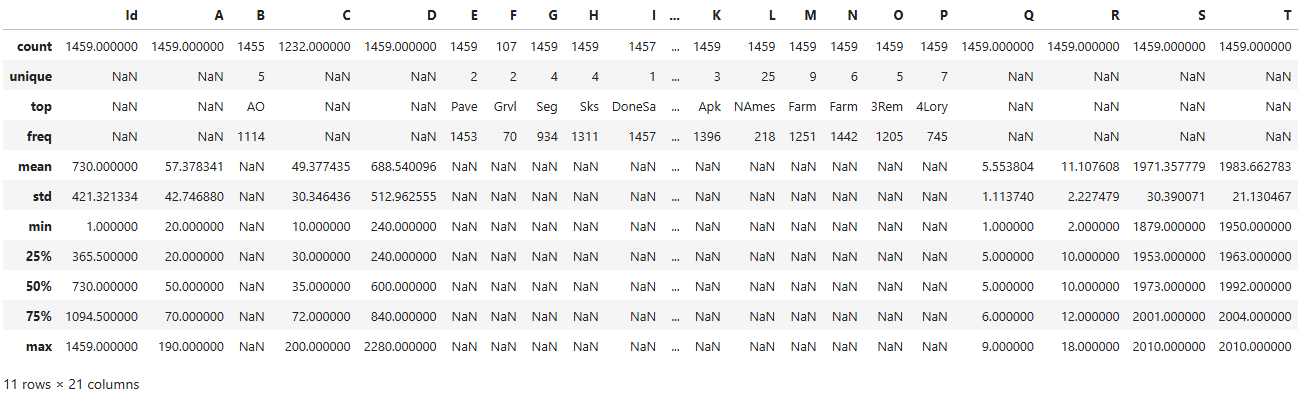 Id A B C D E F G H I ... K L M N O P Q R S T
count 1459.000000 1459.000000 1455 1232.000000 1459.000000 1459 107 1459 1459 1457 ... 1459 1459 1459 1459 1459 1459 1459.000000 1459.000000 1459.000000 1459.000000
unique NaN NaN 5 NaN NaN 2 2 4 4 1 ... 3 25 9 6 5 7 NaN NaN NaN NaN
top NaN NaN AO NaN NaN Pave Grvl Seg Sks DoneSa ... Apk NAmes Farm Farm 3Rem 4Lory NaN NaN NaN NaN
freq NaN NaN 1114 NaN NaN 1453 70 934 1311 1457 ... 1396 218 1251 1442 1205 745 NaN NaN NaN NaN
mean 730.000000 57.378341 NaN 49.377435 688.540096 NaN NaN NaN NaN NaN ... NaN NaN NaN NaN NaN NaN 5.553804 11.107608 1971.357779 1983.662783
std 421.321334 42.746880 NaN 30.346436 512.962555 NaN NaN NaN NaN NaN ... NaN NaN NaN NaN NaN NaN 1.113740 2.227479 30.390071 21.130467
min 1.000000 20.000000 NaN 10.000000 240.000000 NaN NaN NaN NaN NaN ... NaN NaN NaN NaN NaN NaN 1.000000 2.000000 1879.000000 1950.000000
25% 365.500000 20.000000 NaN 30.000000 240.000000 NaN NaN NaN NaN NaN ... NaN NaN NaN NaN NaN NaN 5.000000 10.000000 1953.000000 1963.000000
50% 730.000000 50.000000 NaN 35.000000 600.000000 NaN NaN NaN NaN NaN ... NaN NaN NaN NaN NaN NaN 5.000000 10.000000 1973.000000 1992.000000
75% 1094.500000 70.000000 NaN 72.000000 840.000000 NaN NaN NaN NaN NaN ... NaN NaN NaN NaN NaN NaN 6.000000 12.000000 2001.000000 2004.000000
max 1459.000000 190.000000 NaN 200.000000 2280.000000 NaN NaN NaN NaN NaN ... NaN NaN NaN NaN NaN NaN 9.000000 18.000000 2010.000000 2010.000000
11 rows × 21 columns